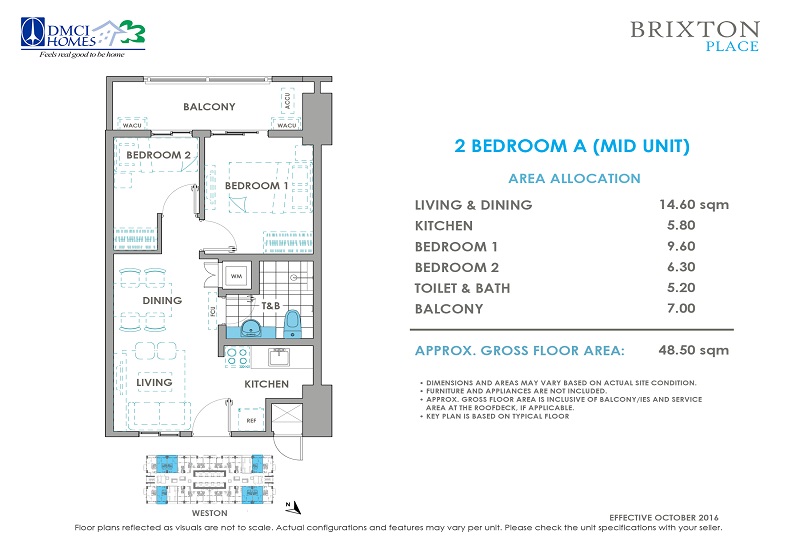 DMCI
HOMES
Feels real good to be home
BRIXTON
PLACE
BALCONY
ACCU
WACU
WACU
BEDROOM 2
BEDROOM 1
WM
DINING
FCU
T&B
LIVING
KITCHEN
REF
WESTON
N
2 BEDROOM A (MID UNIT)
AREA ALLOCATION
LIVING & DINING 14.60 sqm
KITCHEN 5.80
BEDROOM 1 9.60
BEDROOM 2 6.30
TOILET & BATH 5.20
BALCONY 7.00
APPROX. GROSS FLOOR AREA: 48.50 sqm
• DIMENSIONS AND AREAS MAY VARY BASED ON ACTUAL SITE CONDITION.
• FURNITURE AND APPLIANCES ARE NOT INCLUDED.
• APPROX. GROSS FLOOR AREA IS INCLUSIVE OF BALCONY/IES AND SERVICE
AREA AT THE ROOFDECK, IF APPLICABLE.
• KEY PLAN IS BASED ON TYPICAL FLOOR
EFFECTIVE OCTOBER 2016
Floor plans reflected as visuals are not to scale. Actual configurations and features may vary per unit. Please check the unit specifications with your seller.